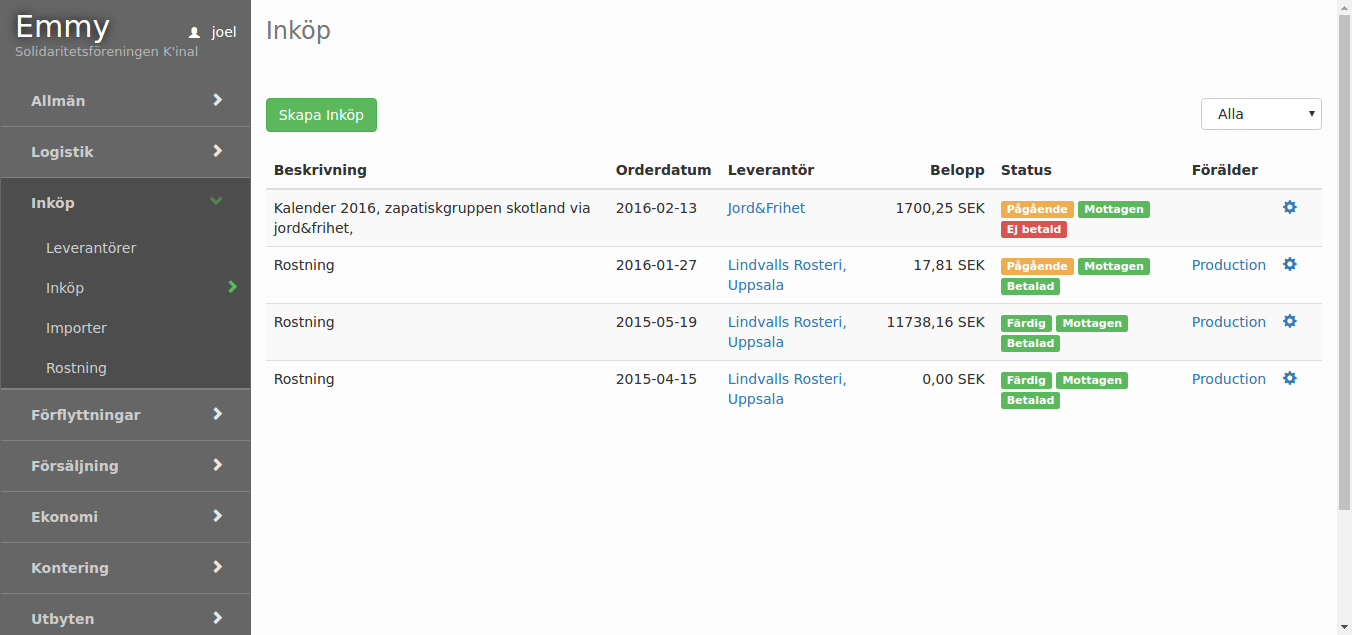 Emmy
joel
Solidaritetsföreningen K'inal
Allmän
Logistik
Inköp
Leverantörer
Inköp
Importer
Rostning
Förflyttningar
Försäljning
Ekonomi
Kontering
Utbyten
Inköp
Skapa Inköp
Alla
Beskrivning Orderdatum Leverantör Belopp Status Förälder
Kalender 2016, zapatiskgruppen skotland via 2016-02-13 Jord&Frihet 1700,25 SEK Pågående Mottagen
jord&frihet, Ej betald
Rostning 2016-01-27 Lindvalls Rosteri, 17,81 SEK Pågående Mottagen Production
Uppsala Betalad
Rostning 2015-05-19 Lindvalls Rosteri, 11738,16 SEK Färdig Mottagen Production
Uppsala Betalad
Rostning 2015-04-15 Lindvalls Rosteri, 0,00 SEK Färdig Mottagen Production
Uppsala Betalad